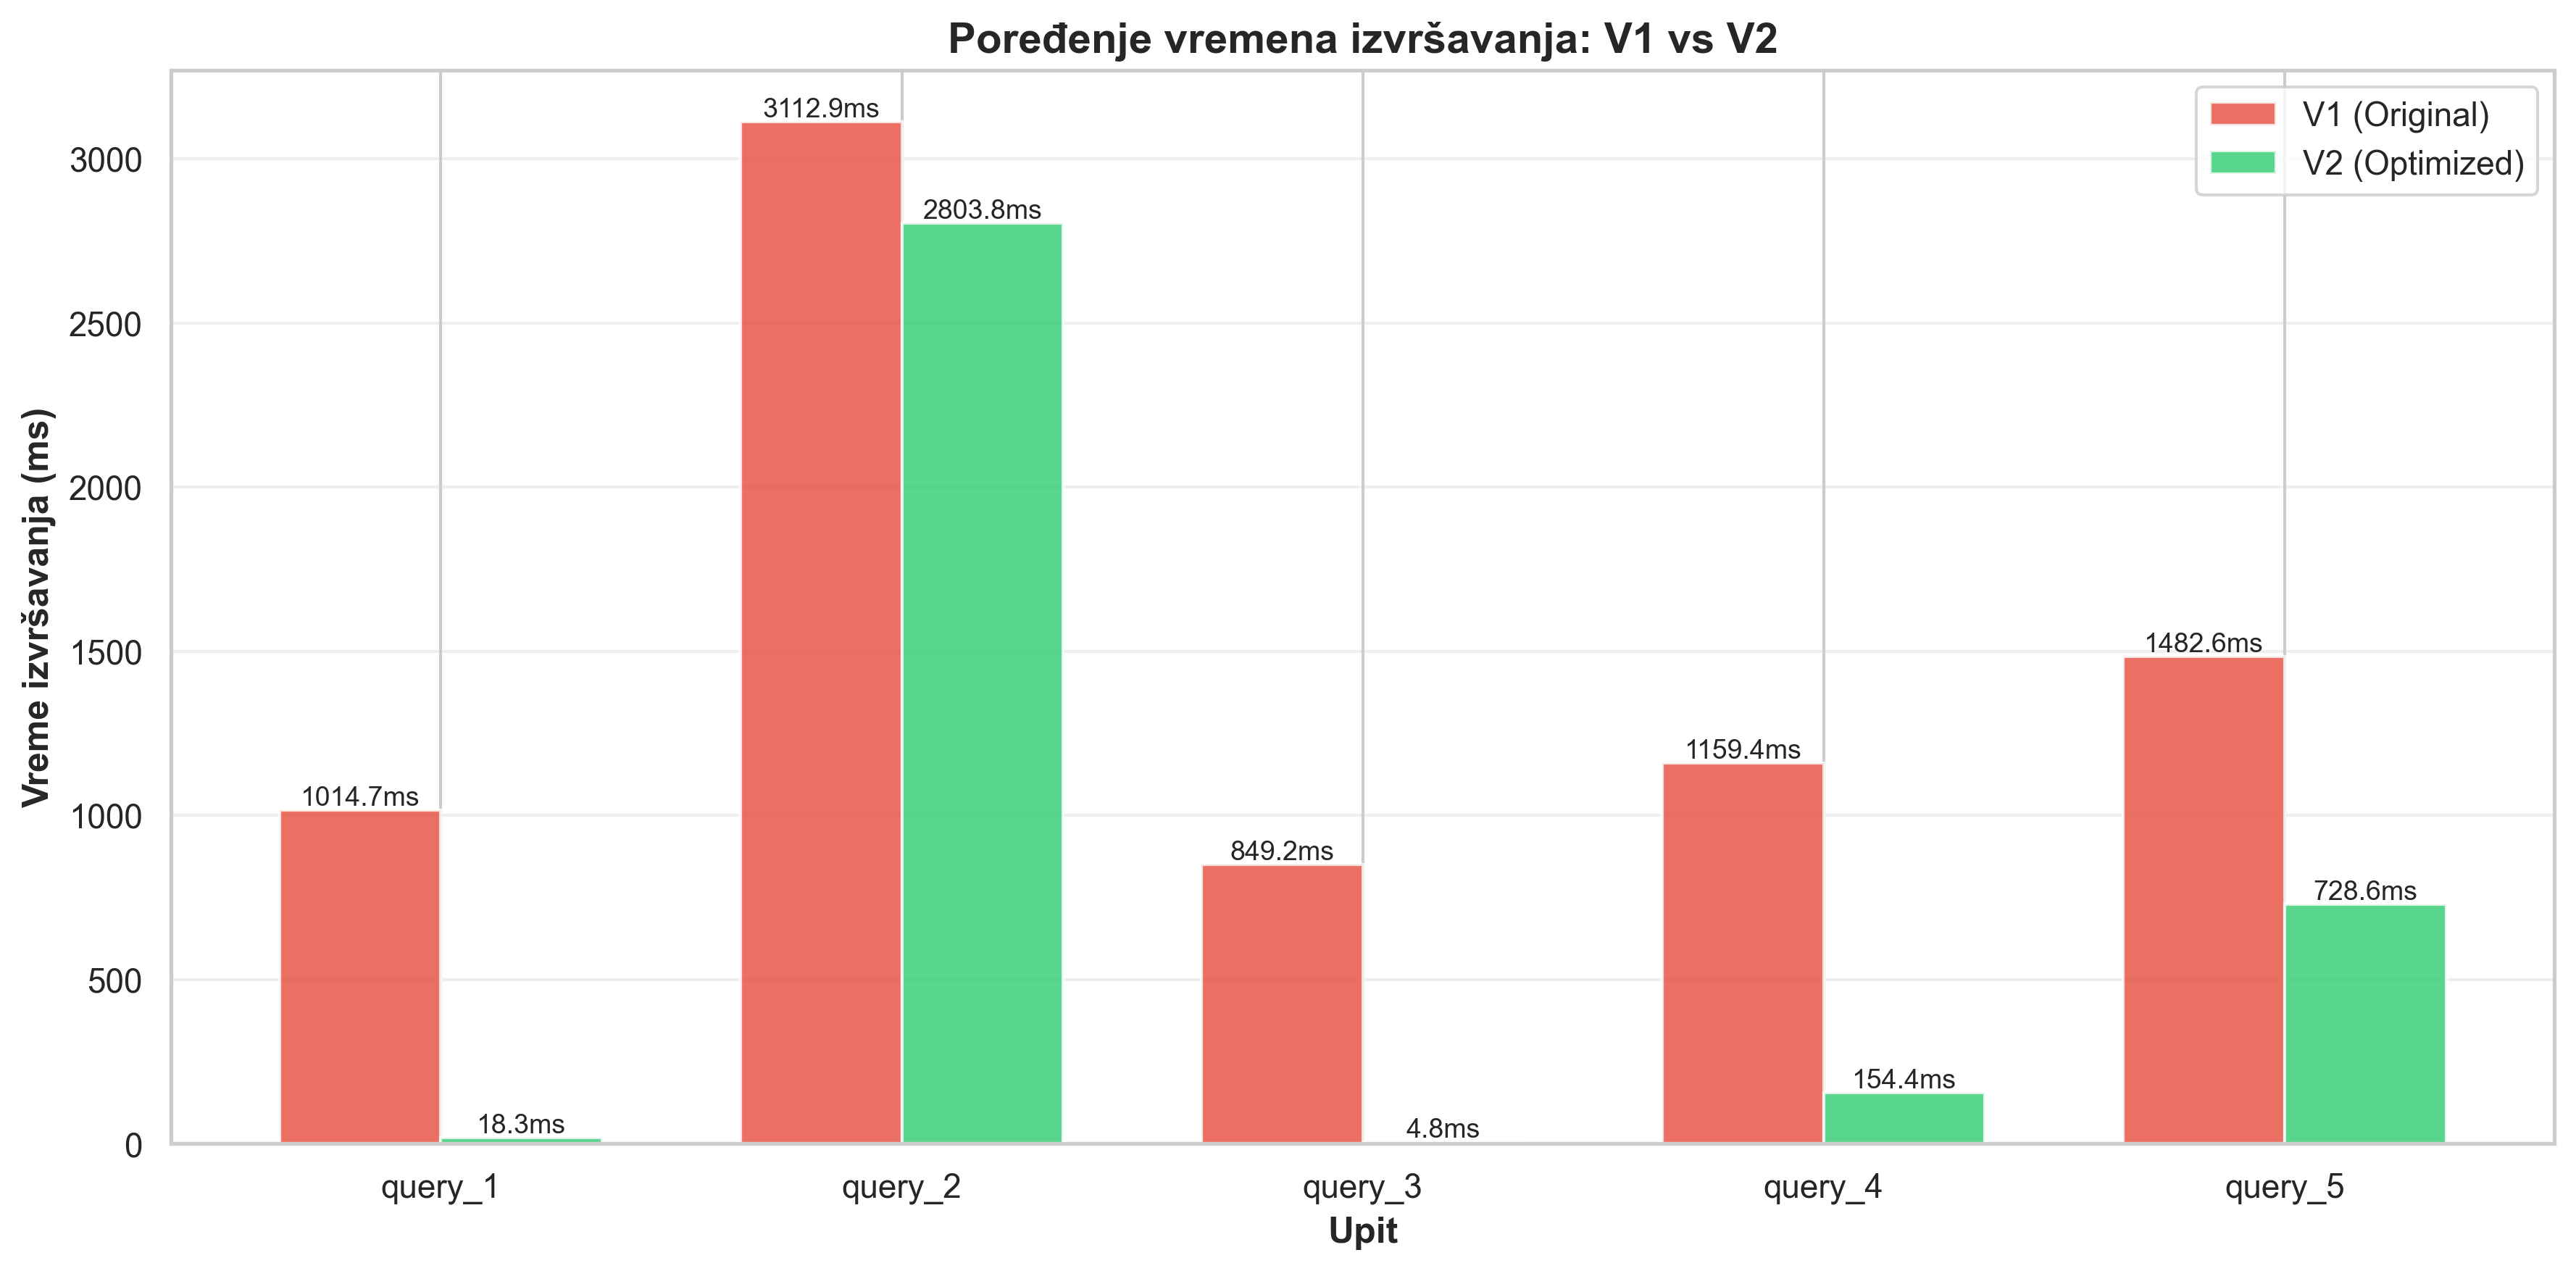 Poređenje vremena izvršavanja: V1 vs V2
V1 (Original)
V2 (Optimized)
Vreme izvršavanja (ms)
3000
2500
2000
1500
1000
500
0
1014.7ms
18.3ms
3112.9ms
2803.8ms
849.2ms
4.8ms
1159.4ms
154.4ms
1482.6ms
728.6ms
query_1
query_2
query_3
query_4
query_5
Upit